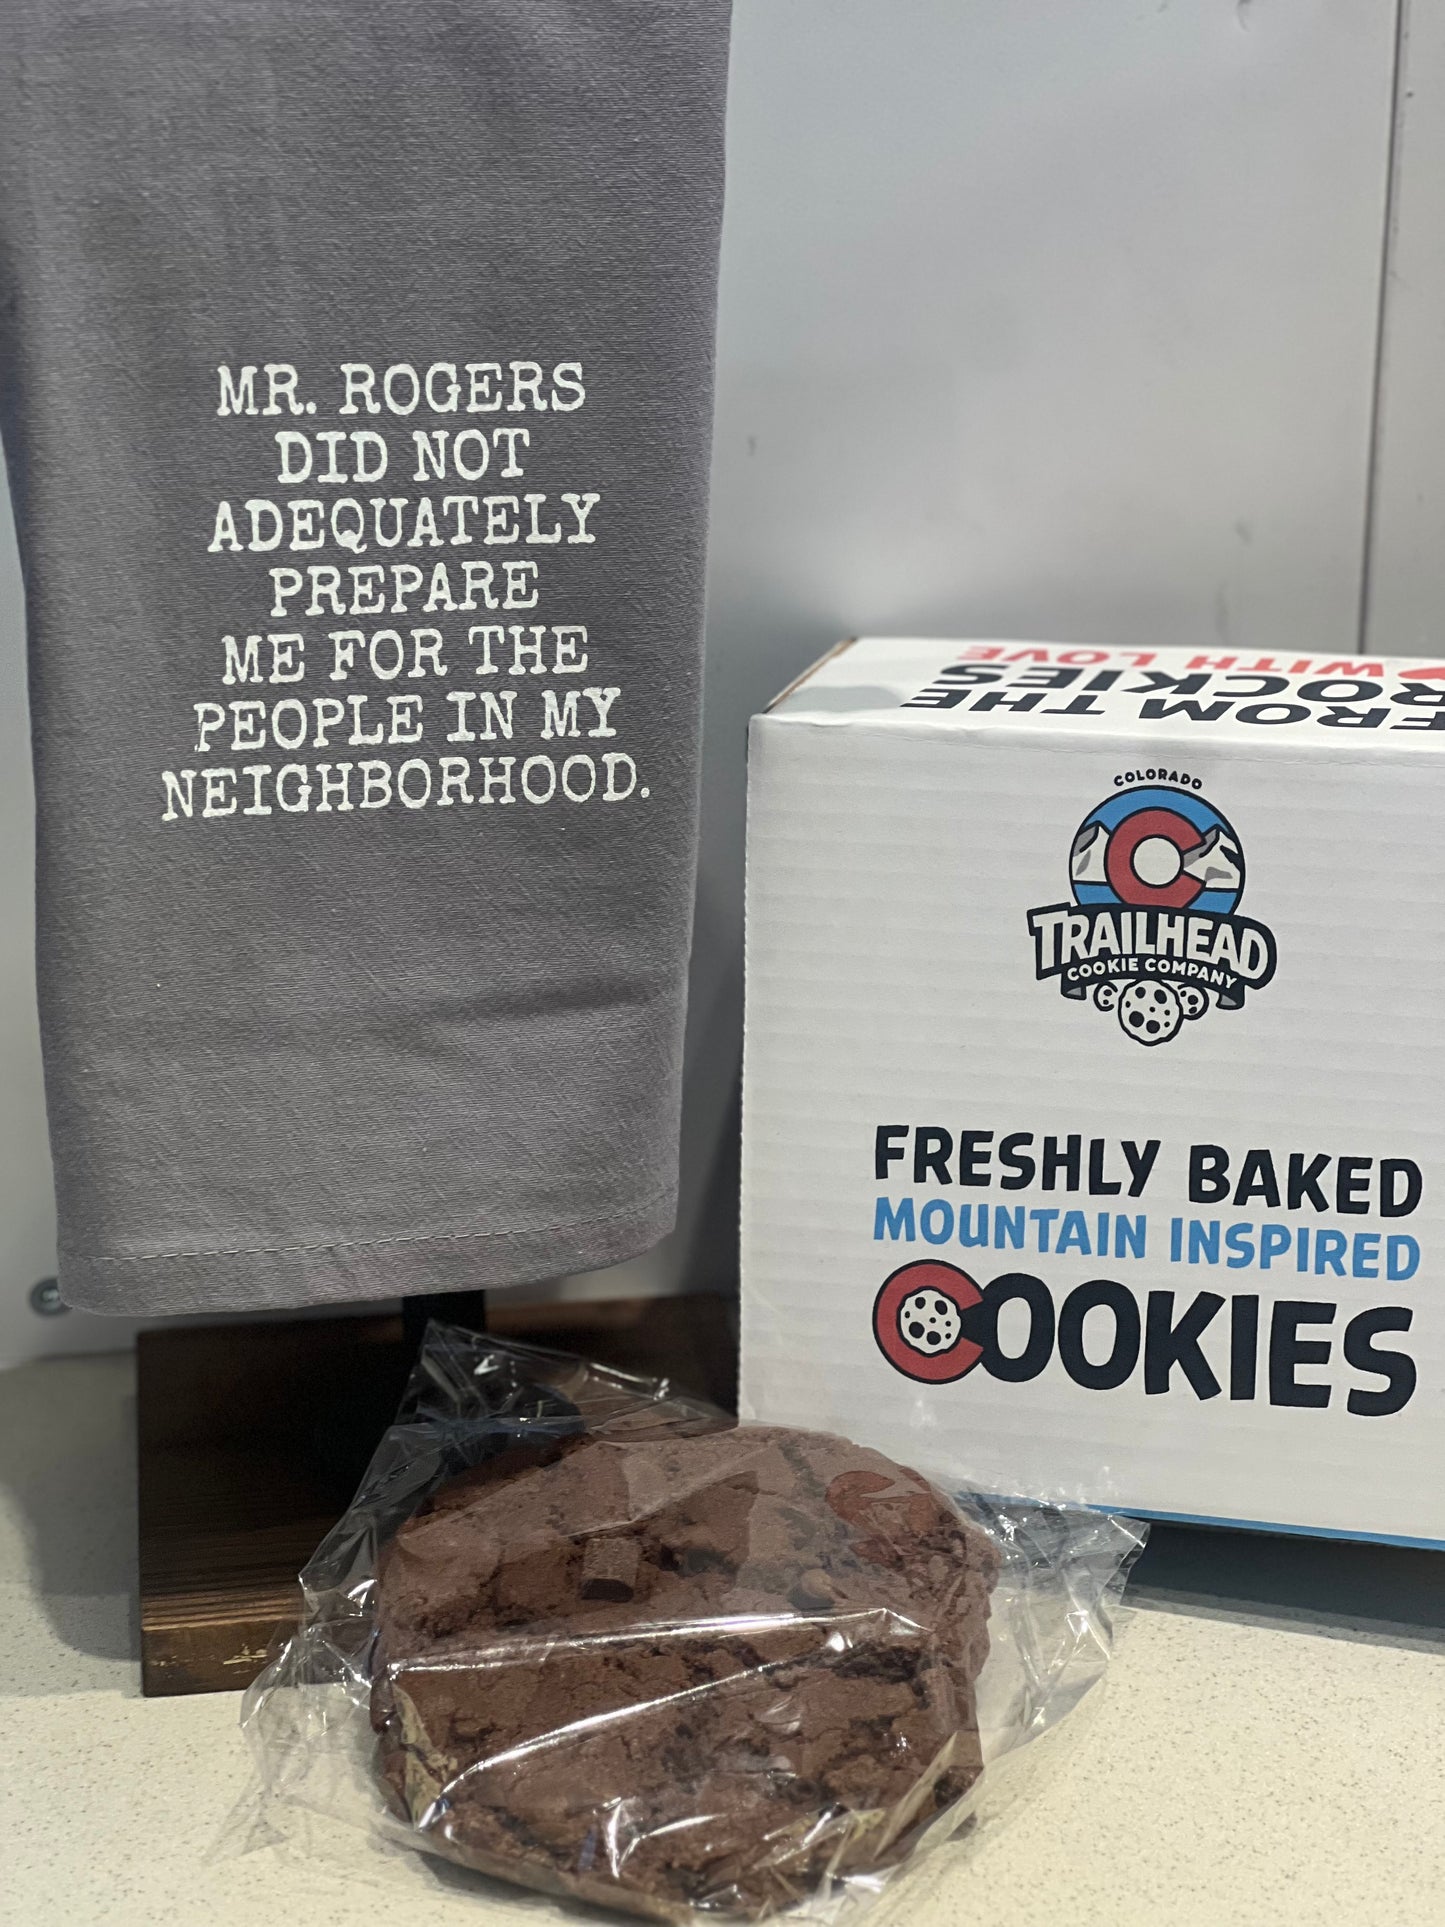 MR. ROGERS
DID NOT
ADEQUATELY
PREPARE
ME FOR THE
PEOPLE IN MY
NEIGHBORHOOD.
FROM THE
ROCKIES
WITH LOVE
COLORADO
TRAILHEAD
COOKIE COMPANY
FRESHLY BAKED
MOUNTAIN INSPIRED
COOKIES